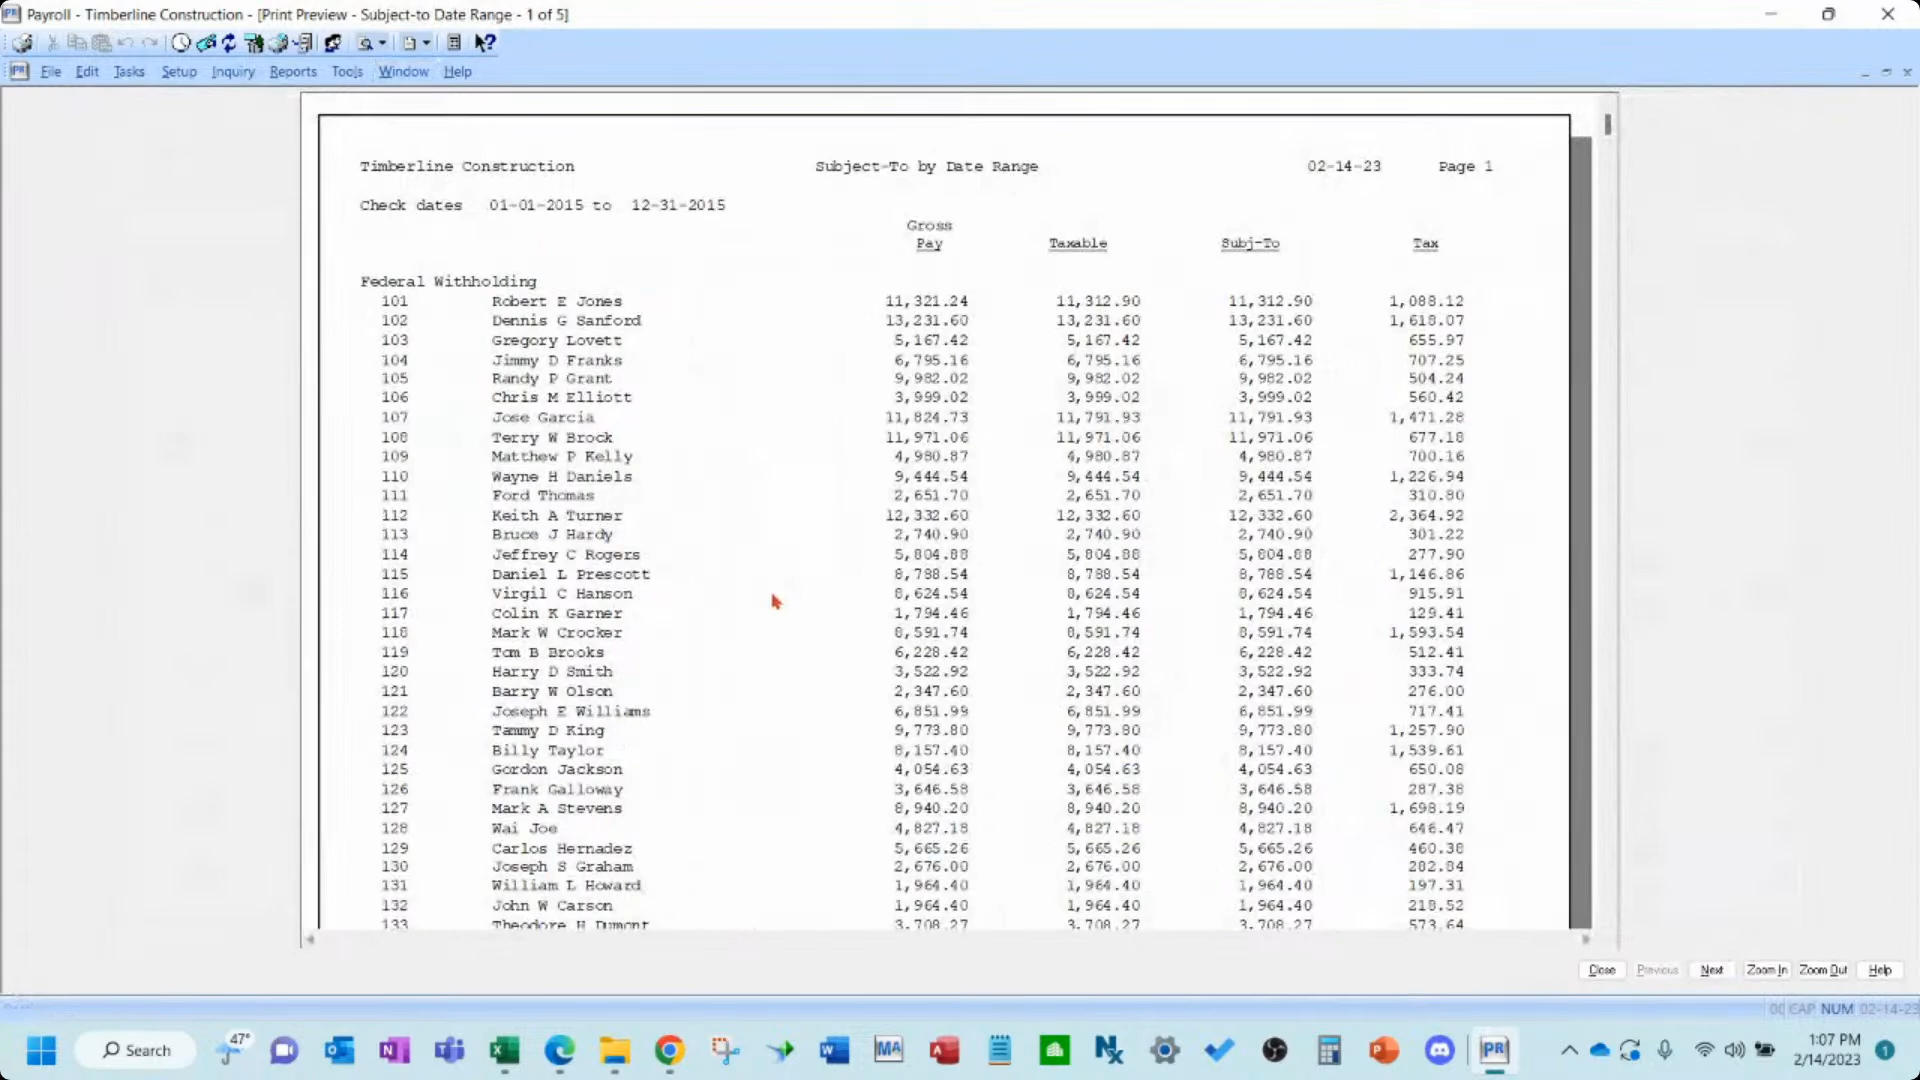 Payroll - Timberline Construction - [Print Preview - Subject-to Date Range - 1 of 5]
File Edit Tasks Setup Inquiry Reports Tools Window Help
Timberline Construction Subject-To by Date Range 02-14-23 Page 1
Check dates 01-01-2015 to 12-31-2015
Gross
Pay Taxable Subj-To Tax
Federal Withholding
101 Robert E Jones 11,321.24 11,312.90 11,312.90 1,088.12
102 Dennis G Sanford 13,231.60 13,231.60 13,231.60 1,618.07
103 Gregory Lovett 5,167.42 5,167.42 5,167.42 655.97
104 Jimmy D Franks 6,795.16 6,795.16 6,795.16 707.25
105 Randy P Grant 9,982.02 9,982.02 9,982.02 504.24
106 Chris M Elliott 3,999.02 3,999.02 3,999.02 560.42
107 Jose Garcia 11,824.73 11,791.93 11,791.93 1,471.28
108 Terry W Brock 11,971.06 11,971.06 11,971.06 677.18
109 Matthew P Kelly 4,980.87 4,980.87 4,980.87 700.16
110 Wayne H Daniels 9,444.54 9,444.54 9,444.54 1,226.94
111 Ford Thomas 2,651.70 2,651.70 2,651.70 310.80
112 Keith A Turner 12,332.60 12,332.60 12,332.60 2,364.92
113 Bruce J Hardy 2,740.90 2,740.90 2,740.90 301.22
114 Jeffrey C Rogers 5,804.88 5,804.88 5,804.88 277.90
115 Daniel L Prescott 8,788.54 8,788.54 8,788.54 1,146.86
116 Virgil C Hanson 8,624.54 8,624.54 8,624.54 915.91
117 Colin K Garner 1,794.46 1,794.46 1,794.46 129.41
118 Mark W Crocker 8,591.74 8,591.74 8,591.74 1,593.54
119 Tom B Brooks 6,228.42 6,228.42 6,228.42 512.41
120 Harry D Smith 3,522.92 3,522.92 3,522.92 333.74
121 Barry W Olson 2,347.60 2,347.60 2,347.60 276.00
122 Joseph E Williams 6,851.99 6,851.99 6,851.99 717.41
123 Tammy D King 9,773.80 9,773.80 9,773.80 1,257.90
124 Billy Taylor 8,157.40 8,157.40 8,157.40 1,539.61
125 Gordon Jackson 4,054.63 4,054.63 4,054.63 650.08
126 Frank Galloway 3,646.58 3,646.58 3,646.58 287.38
127 Mark A Stevens 8,940.20 8,940.20 8,940.20 1,698.19
128 Wai Joe 4,827.18 4,827.18 4,827.18 646.47
129 Carlos Hernadez 5,665.26 5,665.26 5,665.26 460.38
130 Joseph S Graham 2,676.00 2,676.00 2,676.00 282.84
131 William L Howard 1,964.40 1,964.40 1,964.40 197.31
132 John W Carson 1,964.40 1,964.40 1,964.40 218.52
133 Theodore H Dumont 3,708.27 3,708.27 3,708.27 573.64
Close Previous Next Zoom In Zoom Out Help
CAP NUM 02-14-23
Search
47°
1:07 PM
2/14/2023